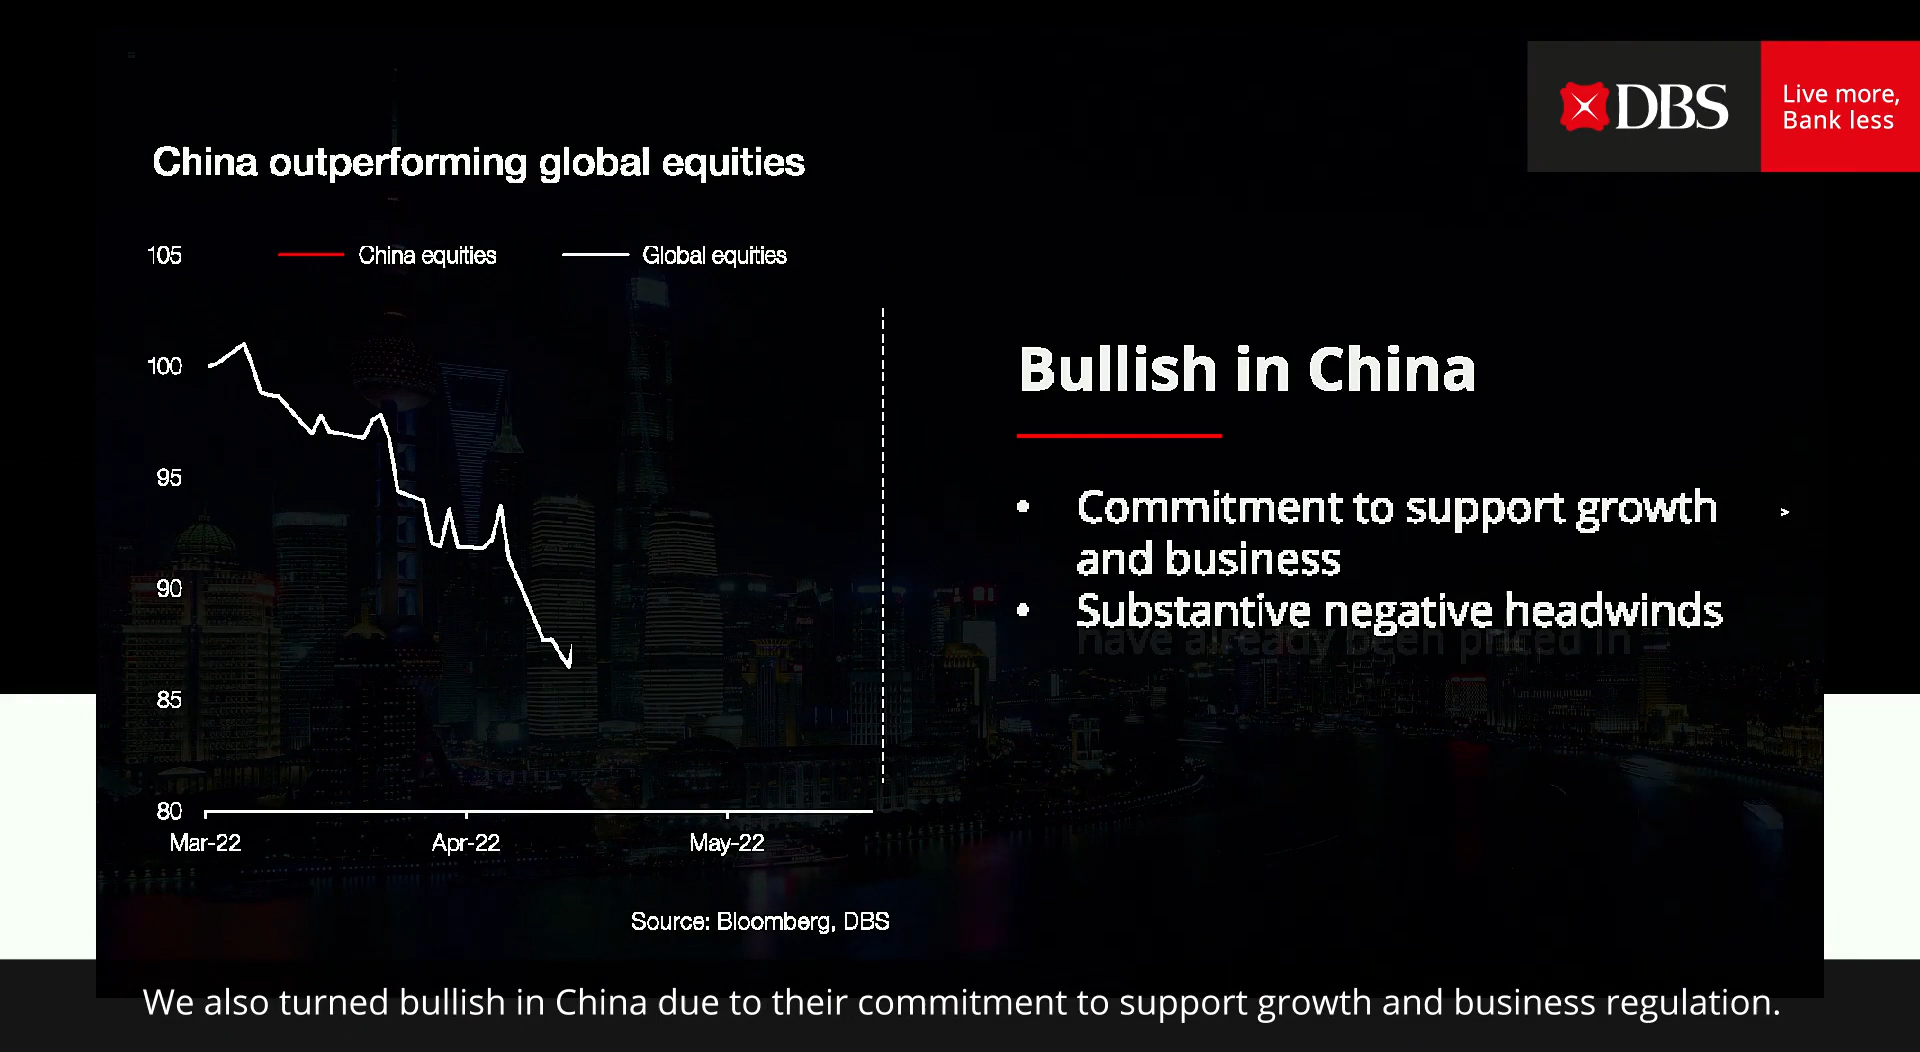 DBS
Live more,
Bank less
China outperforming global equities
105
China equities
Global equities
100
95
90
85
80
Mar-22
Apr-22
May-22
Source: Bloomberg, DBS
Bullish in China
• Commitment to support growth
and business
• Substantive negative headwinds
have already been priced in
We also turned bullish in China due to their commitment to support growth and business regulation.